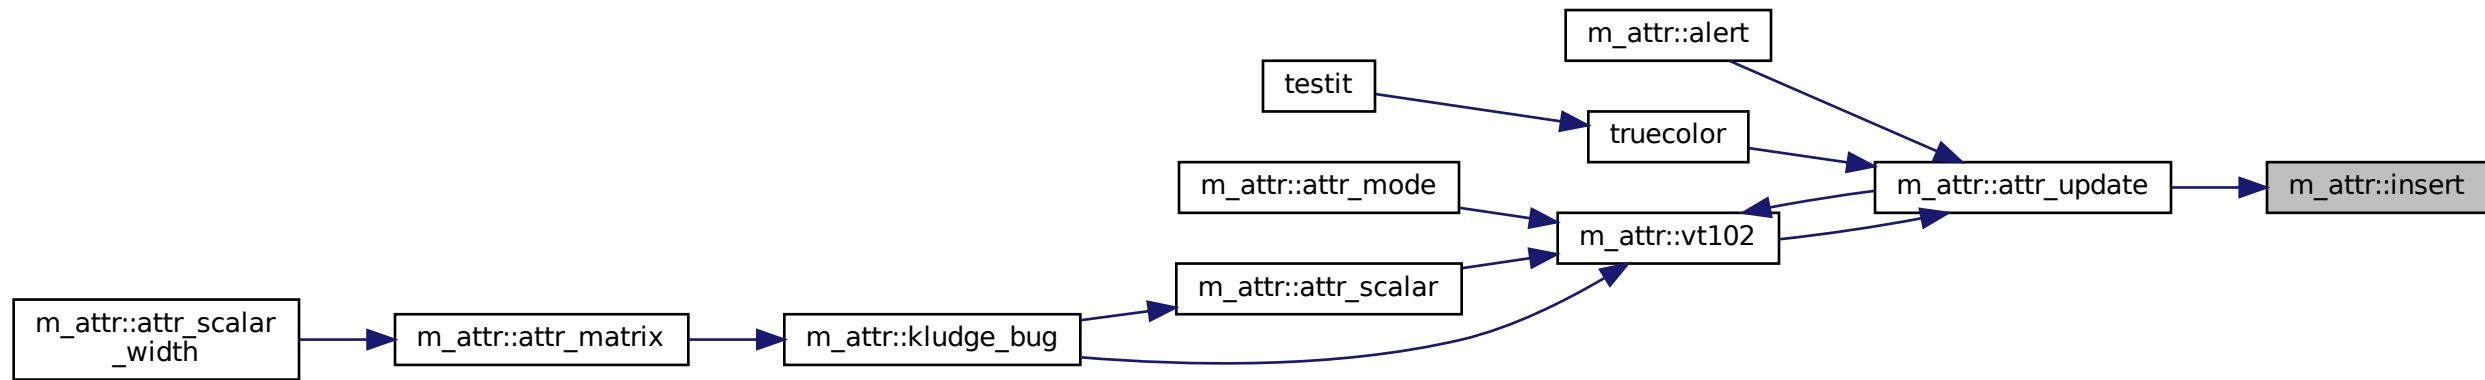 m_attr::alert
testit
truecolor
m_attr::attr_mode
m_attr::attr_update
m_attr::insert
m_attr::vt102
m_attr::attr_scalar
m_attr::attr_scalar
_width
m_attr::attr_matrix
m_attr::kludge_bug